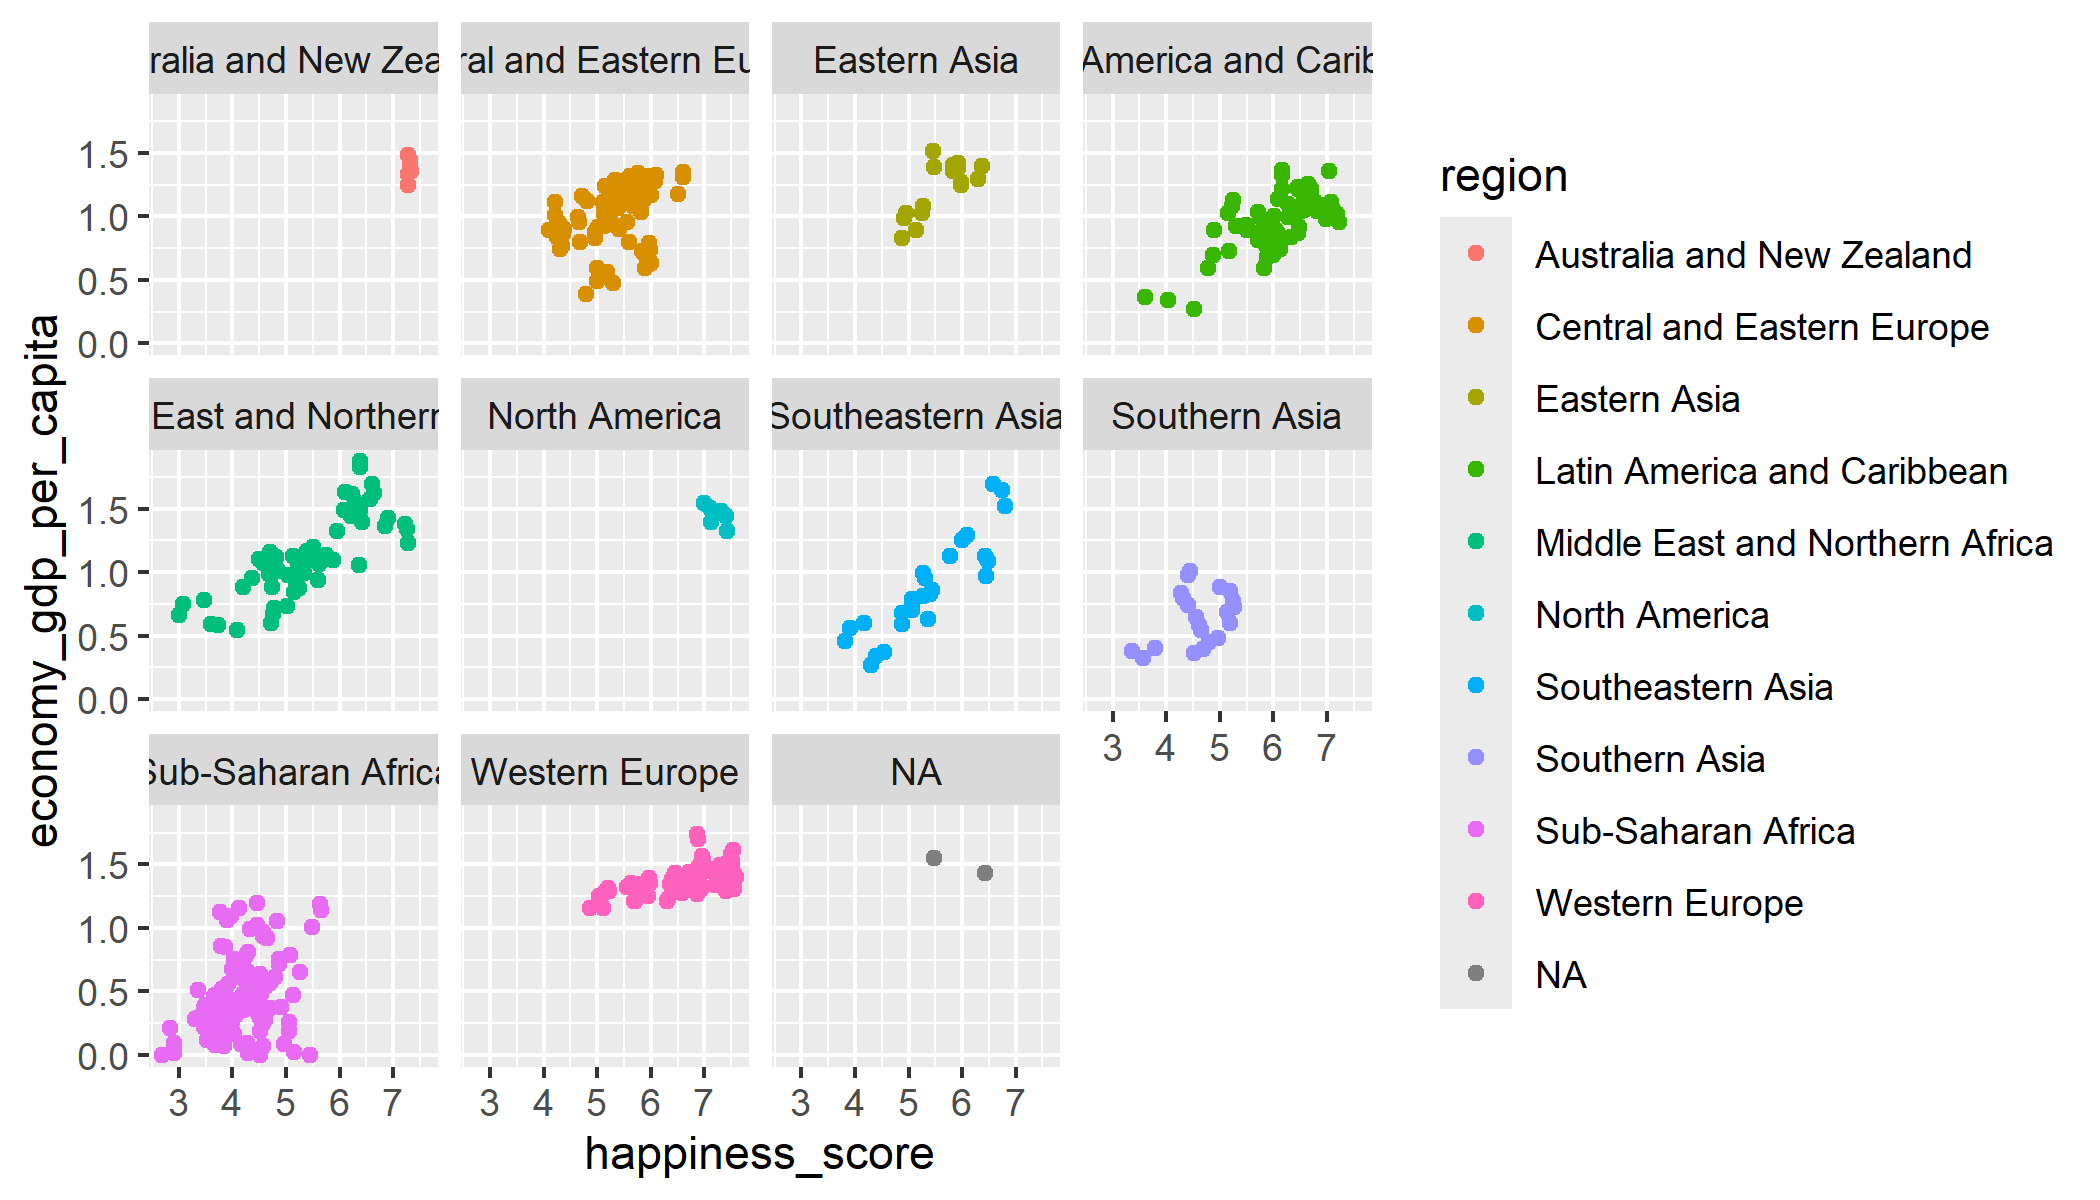 ralia and New Zea
ral and Eastern Eu
Eastern Asia
America and Carib
1.5
1.0
0.5
0.0
East and Northern
North America
Southeastern Asia
Southern Asia
1.5
1.0
0.5
0.0
3 4 5 6 7
Sub-Saharan Africa
Western Europe
NA
1.5
1.0
0.5
0.0
3 4 5 6 7
3 4 5 6 7
3 4 5 6 7
happiness_score
economy_gdp_per_capita
region
Australia and New Zealand
Central and Eastern Europe
Eastern Asia
Latin America and Caribbean
Middle East and Northern Africa
North America
Southeastern Asia
Southern Asia
Sub-Saharan Africa
Western Europe
NA